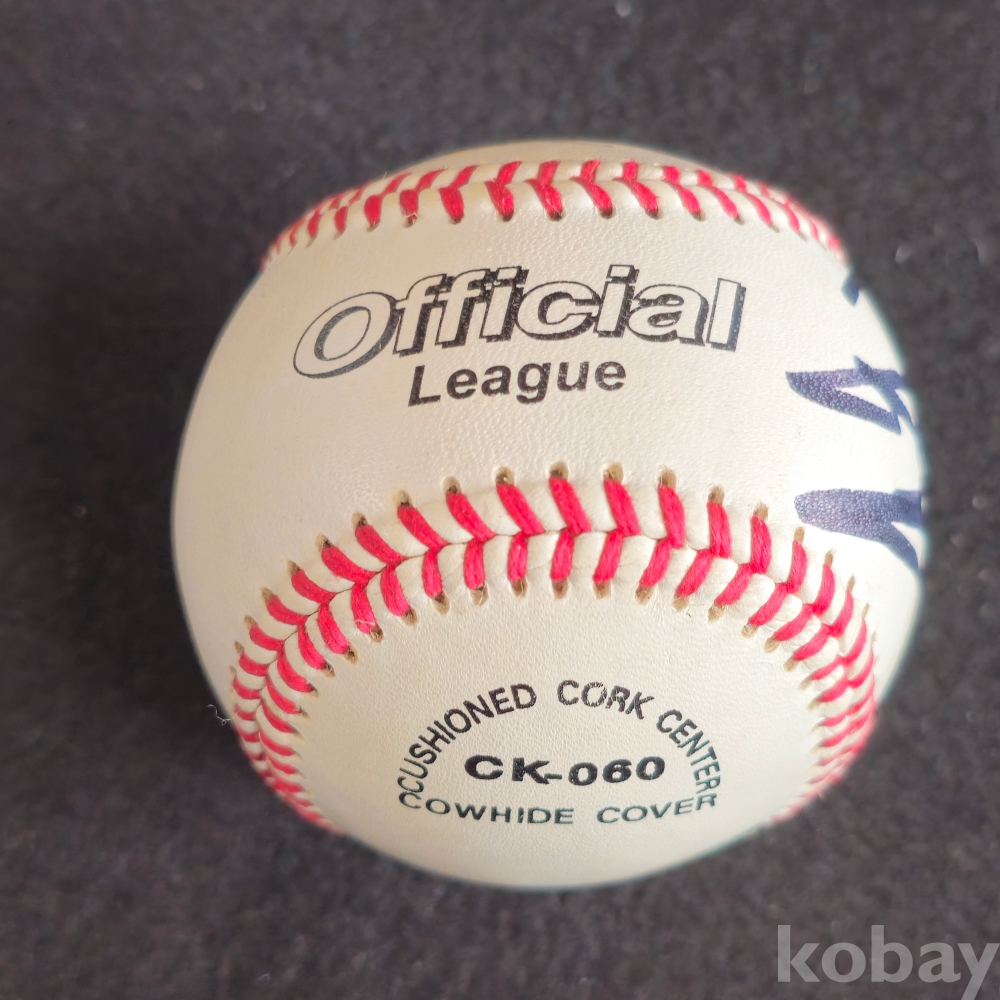 Official
League
CUSHIONED CORK CENTER
CK-060
COWHIDE COVER
kobay